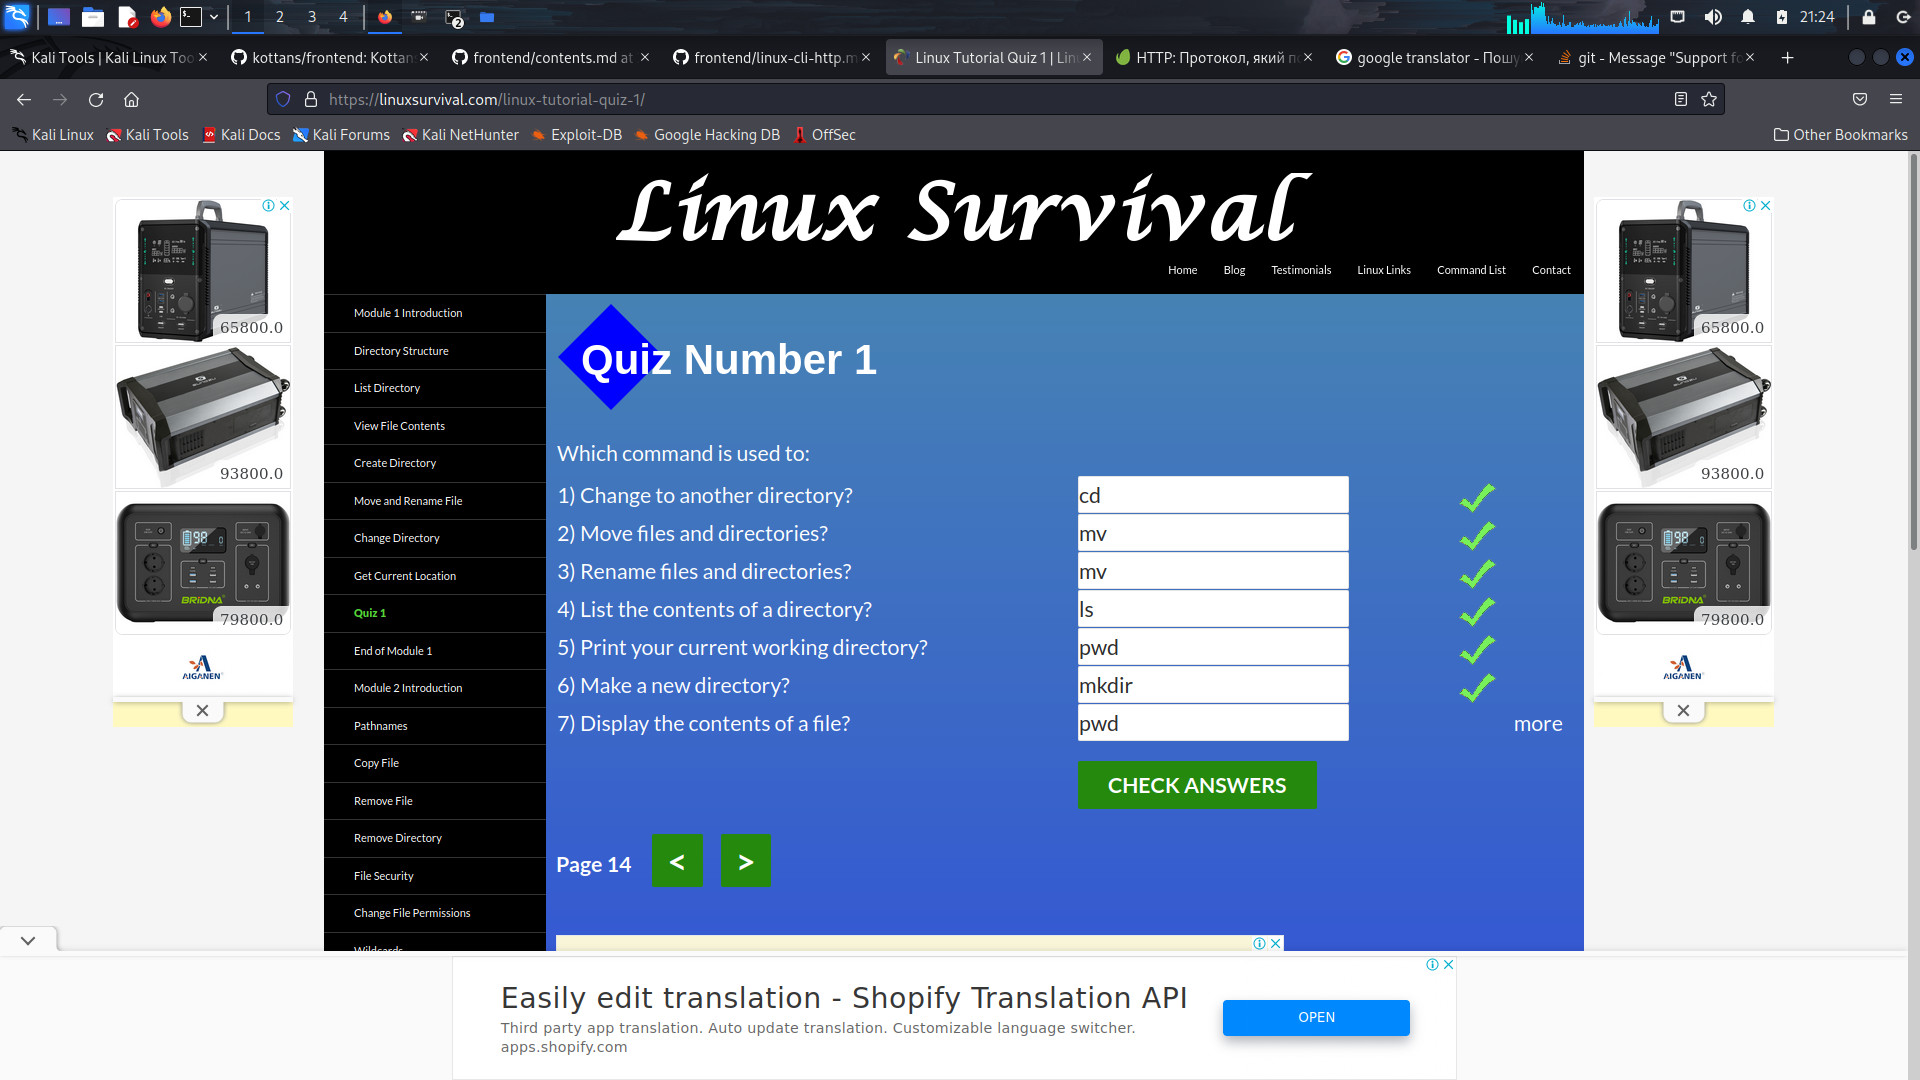 1
2
3
4
2
21:24
Kali Tools | Kali Linux Too
kottans/frontend: Kottan
frontend/contents.md at
frontend/linux-cli-http.m
Linux Tutorial Quiz 1 | Lin
HTTP: Протокол, який п
google translator - Пошу
git - Message "Support fo
https://linuxsurvival.com/linux-tutorial-quiz-1/
Kali Linux
Kali Tools
Kali Docs
Kali Forums
Kali NetHunter
Exploit-DB
Google Hacking DB
OffSec
Other Bookmarks
Linux Survival
Home
Blog
Testimonials
Linux Links
Command List
Contact
65800.0
93800.0
BRIDNA
79800.0
AIGANEN
Module 1 Introduction
Directory Structure
List Directory
View File Contents
Create Directory
Move and Rename File
Change Directory
Get Current Location
Quiz 1
End of Module 1
Module 2 Introduction
Pathnames
Copy File
Remove File
Remove Directory
File Security
Change File Permissions
Wildcards
Quiz Number 1
Which command is used to:
1) Change to another directory? cd
2) Move files and directories? mv
3) Rename files and directories? mv
4) List the contents of a directory? ls
5) Print your current working directory? pwd
6) Make a new directory? mkdir
7) Display the contents of a file? pwd more
CHECK ANSWERS
Page 14 < >
65800.0
93800.0
BRIDNA
79800.0
AIGANEN
Easily edit translation - Shopify Translation API
Third party app translation. Auto update translation. Customizable language switcher.
apps.shopify.com
OPEN